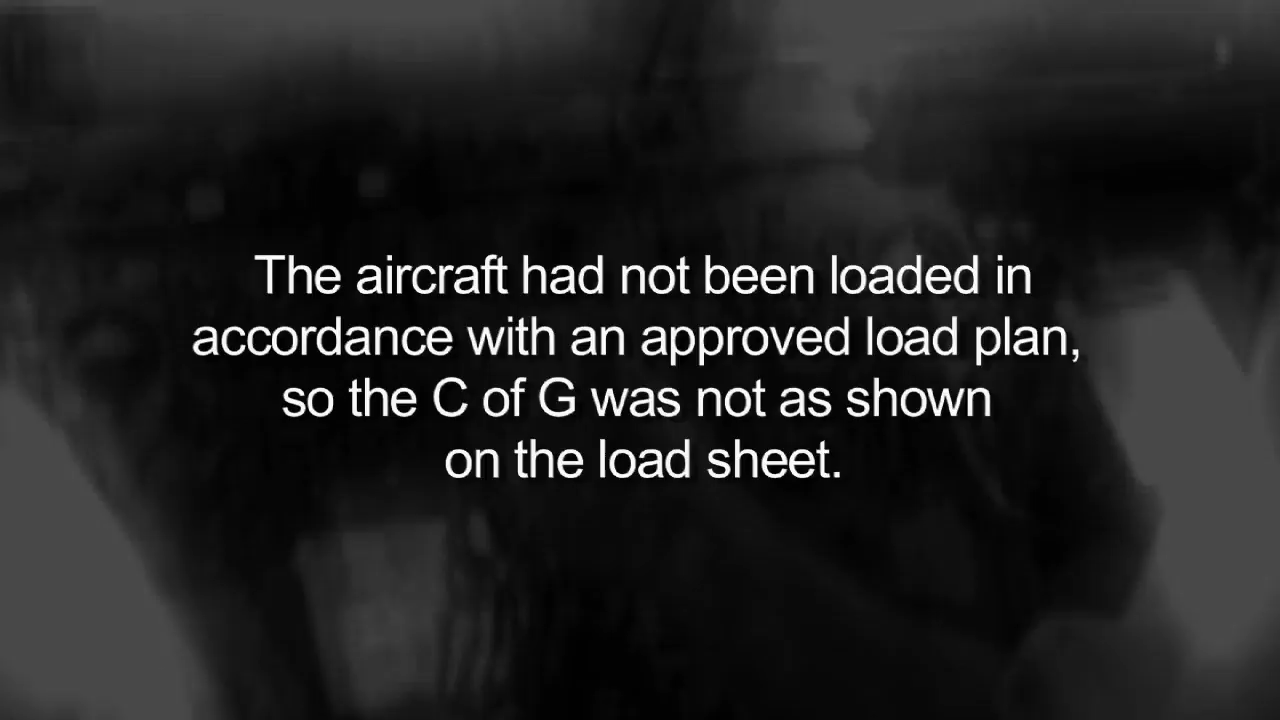 The aircraft had not been loaded in
accordance with an approved load plan,
so the C of G was not as shown
on the load sheet.